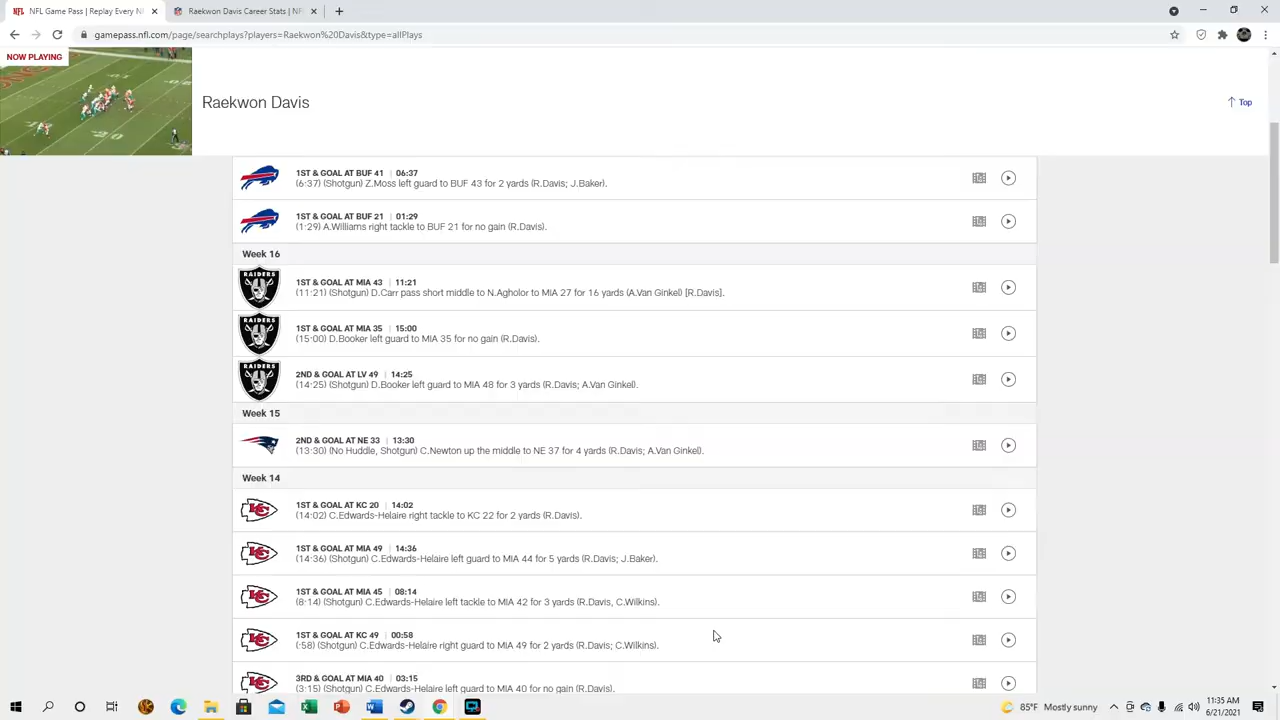 NFL Game Pass | Replay Every NF
Raekwon Davis Career Stats | NF
gamepass.nfl.com/page/searchplays?players=Raekwon%20Davis&type=allPlays
NOW PLAYING
Raekwon Davis
Top
1ST & GOAL AT BUF 41 | 06:37
(6:37) (Shotgun) Z.Moss left guard to BUF 43 for 2 yards (R.Davis; J.Baker).
1ST & GOAL AT BUF 21 | 01:29
(1:29) A.Williams right tackle to BUF 21 for no gain (R.Davis).
Week 16
RAIDERS
1ST & GOAL AT MIA 43 | 11:21
(11:21) (Shotgun) D.Carr pass short middle to N.Agholor to MIA 27 for 16 yards (A.Van Ginkel) [R.Davis].
RAIDERS
1ST & GOAL AT MIA 35 | 15:00
(15:00) D.Booker left guard to MIA 35 for no gain (R.Davis).
RAIDERS
2ND & GOAL AT LV 49 | 14:25
(14:25) (Shotgun) D.Booker left guard to MIA 48 for 3 yards (R.Davis; A.Van Ginkel).
Week 15
2ND & GOAL AT NE 33 | 13:30
(13:30) (No Huddle, Shotgun) C.Newton up the middle to NE 37 for 4 yards (R.Davis; A.Van Ginkel).
Week 14
KC
1ST & GOAL AT KC 20 | 14:02
(14:02) C.Edwards-Helaire right tackle to KC 22 for 2 yards (R.Davis).
KC
1ST & GOAL AT MIA 49 | 14:36
(14:36) (Shotgun) C.Edwards-Helaire left guard to MIA 44 for 5 yards (R.Davis; J.Baker).
KC
1ST & GOAL AT MIA 45 | 08:14
(8:14) (Shotgun) C.Edwards-Helaire left tackle to MIA 42 for 3 yards (R.Davis, C.Wilkins).
KC
1ST & GOAL AT KC 49 | 00:58
(:58) (Shotgun) C.Edwards-Helaire right guard to MIA 49 for 2 yards (R.Davis; C.Wilkins).
KC
3RD & GOAL AT MIA 40 | 03:15
(3:15) (Shotgun) C.Edwards-Helaire left guard to MIA 40 for no gain (R.Davis).
85°F Mostly sunny
11:35 AM
6/21/2021